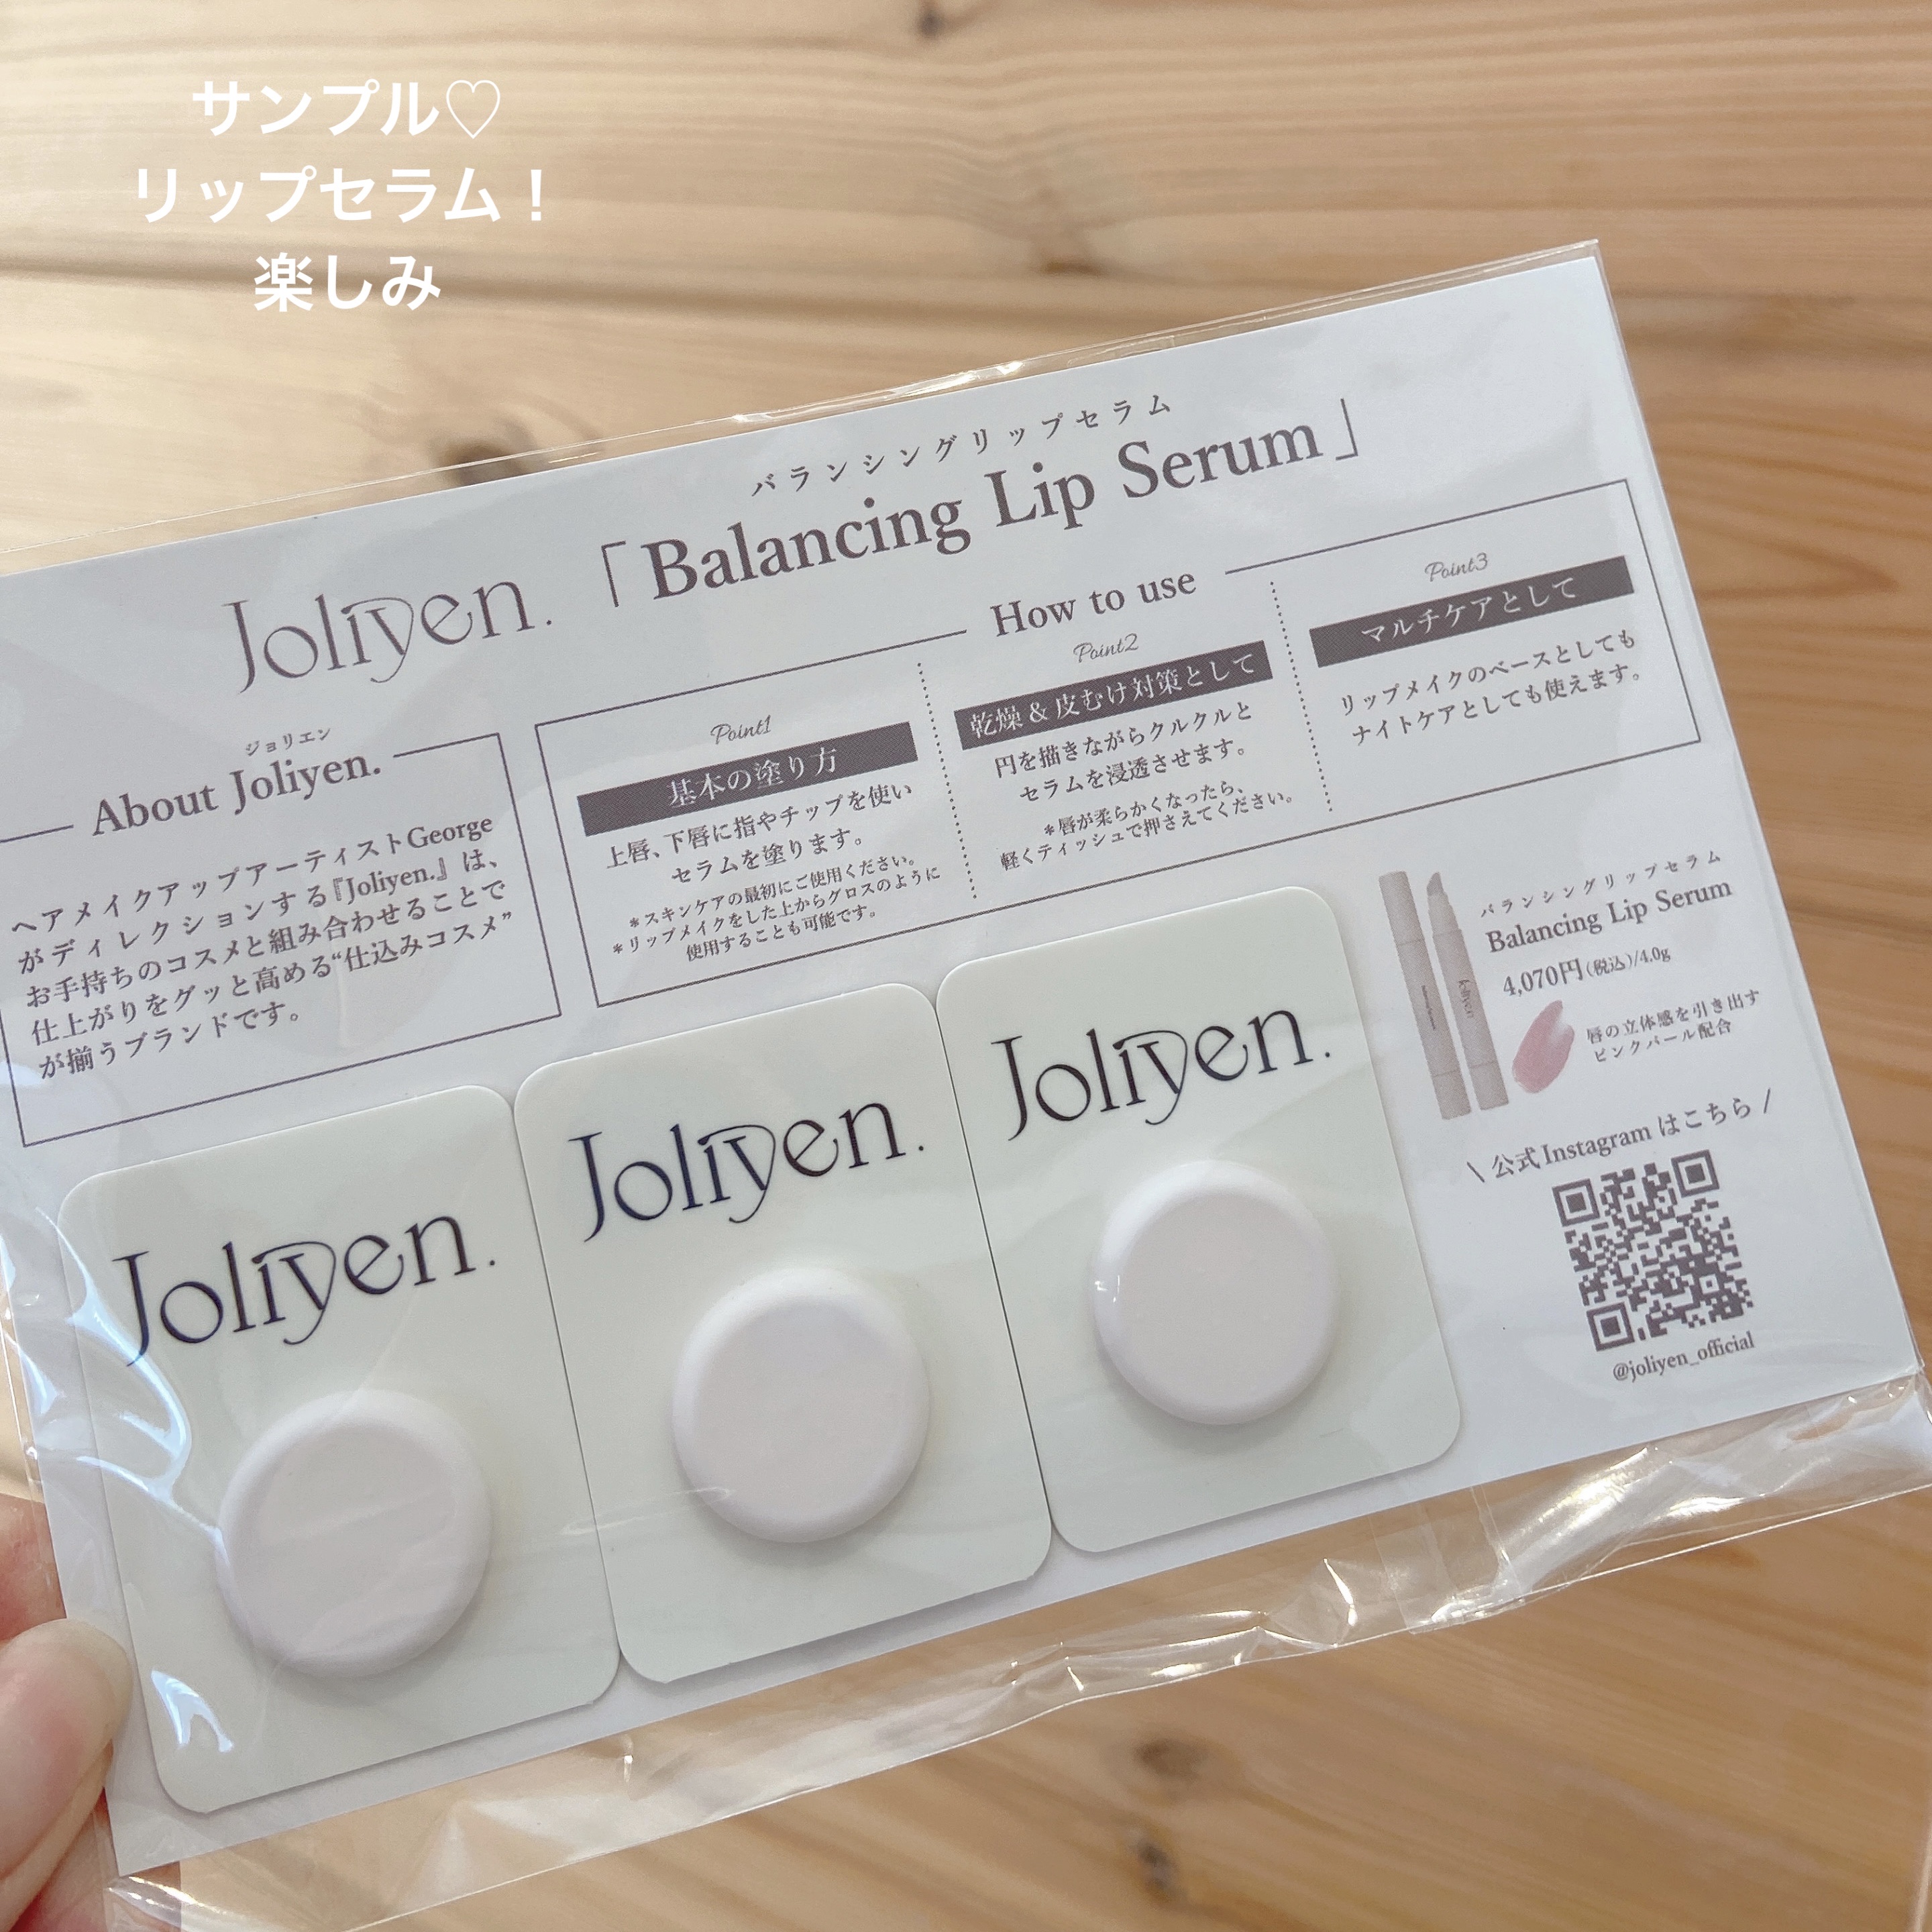 サンプル♡
リップセラム！
楽しみ
Joliyen.
バランシングリップセラム
「Balancing Lip Serum」
ジョリエン
About Joliyen.
ヘアメイクアップアーティストGeorge
がディレクションする『Joliyen.』は、
お手持ちのコスメと組み合わせることで
仕上がりをグッと高める“仕込みコスメ”
が揃うブランドです。
How to use
Point1
基本の塗り方
上唇、下唇に指やチップを使い
セラムを塗ります。
＊スキンケアの最初にご使用ください。
＊リップメイクをした上からグロスのように
使用することも可能です。
Point2
乾燥&皮むけ対策として
円を描きながらクルクルと
セラムを浸透させます。
＊唇が柔らかくなったら、
軽くティッシュで押さえてください。
Point3
マルチケアとして
リップメイクのベースとしても
ナイトケアとしても使えます。
Joliyen.
Joliyen.
Joliyen.
バランシングリップセラム
Balancing Lip Serum
4,070円(税込)/4.0g
Joliyen
唇の立体感を引き出す
ピンクパール配合
\ 公式Instagramはこちら /
@joliyen_official